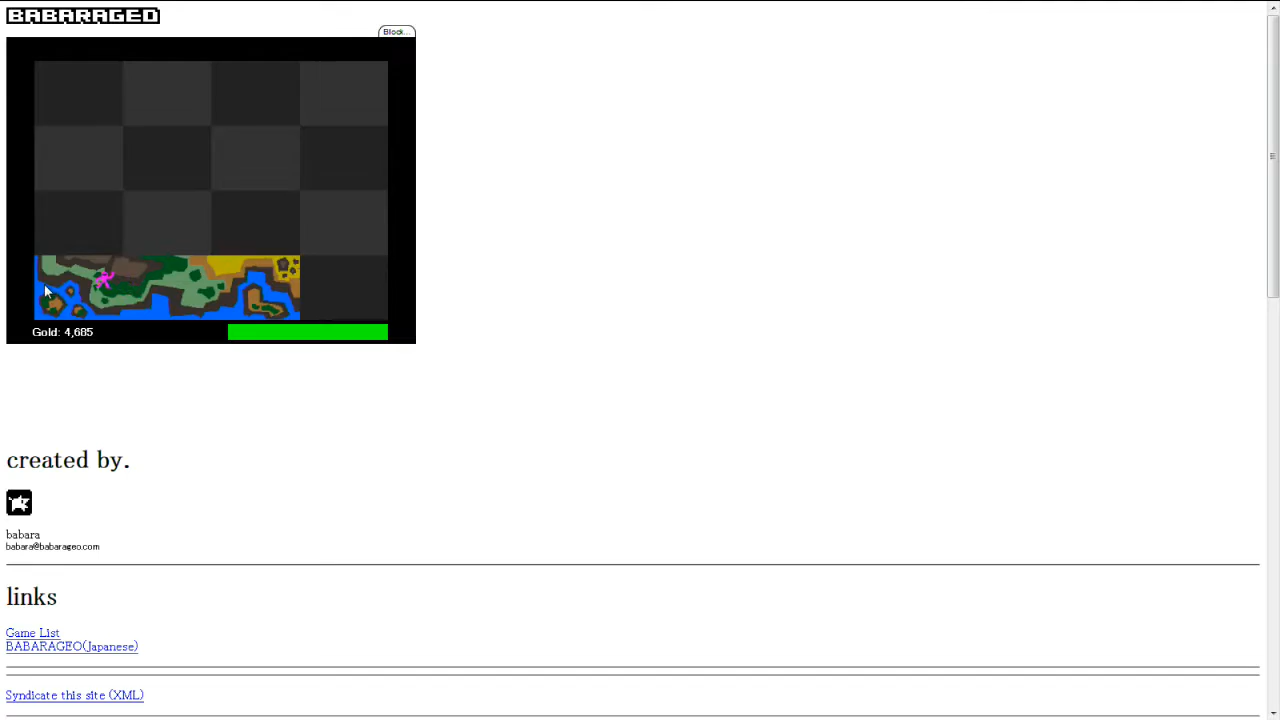 BABARAGEO
Block...
Gold: 4,685
created by.
babara
babara@babarageo.com
links
Game List
BABARAGEO(Japanese)
Syndicate this site (XML)